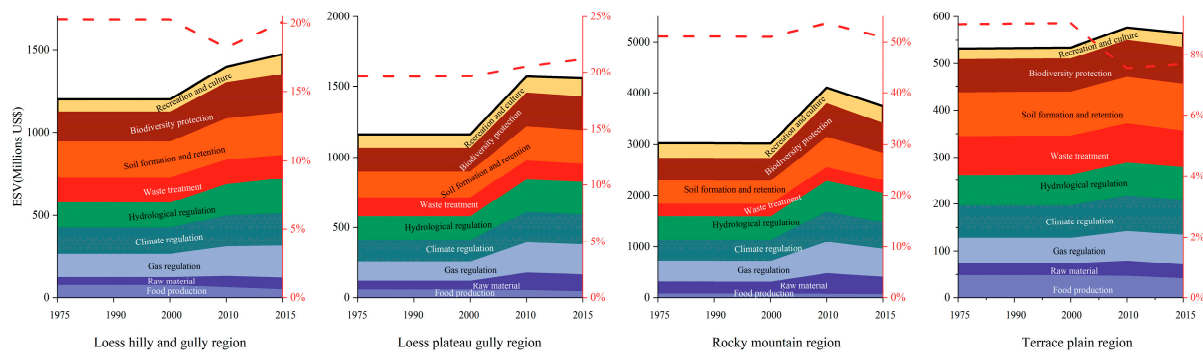 ESV(Millions US$)
1500
1000
500
0
20%
15%
10%
5%
0%
Recreation and culture
Biodiversity protection
Soil formation and retention
Waste treatment
Hydrological regulation
Climate regulation
Gas regulation
Raw material
Food production
1975
1990
2000
2010
2015
Loess hilly and gully region
2000
1500
1000
500
0
25%
20%
15%
10%
5%
0%
Recreation and culture
Biodiversity protection
Soil formation and retention
Waste treatment
Hydrological regulation
Climate regulation
Gas regulation
Raw material
Food production
1975
1990
2000
2010
2015
Loess plateau gully region
5000
4000
3000
2000
1000
0
50%
40%
30%
20%
10%
0%
Recreation and culture
Biodiversity protection
Soil formation and retention
Waste treatment
Hydrological regulation
Climate regulation
Gas regulation
Raw material
Food production
1975
1990
2000
2010
2015
Rocky mountain region
600
500
400
300
200
100
0
8%
6%
4%
2%
0%
Recreation and culture
Biodiversity protection
Soil formation and retention
Waste treatment
Hydrological regulation
Climate regulation
Gas regulation
Raw material
Food production
1975
1990
2000
2010
2015
Terrace plain region